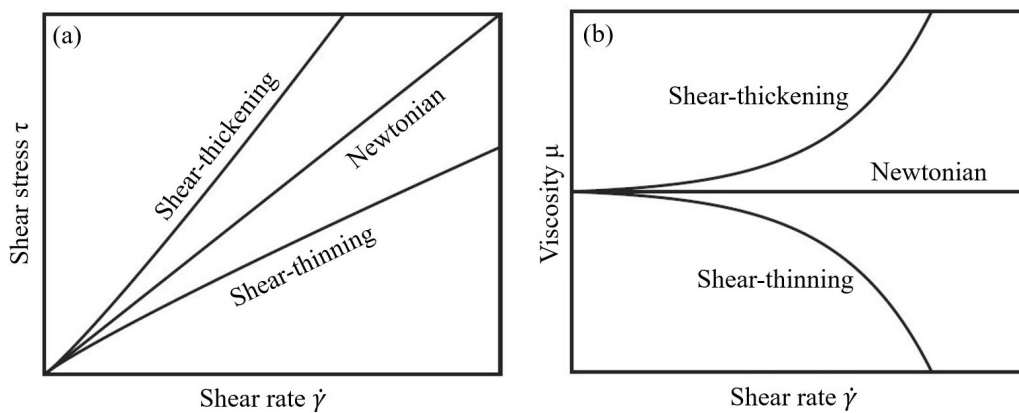 (a)
Shear stress τ
Shear-thickening
Newtonian
Shear-thinning
Shear rate γ̇
(b)
Viscosity μ
Shear-thickening
Newtonian
Shear-thinning
Shear rate γ̇